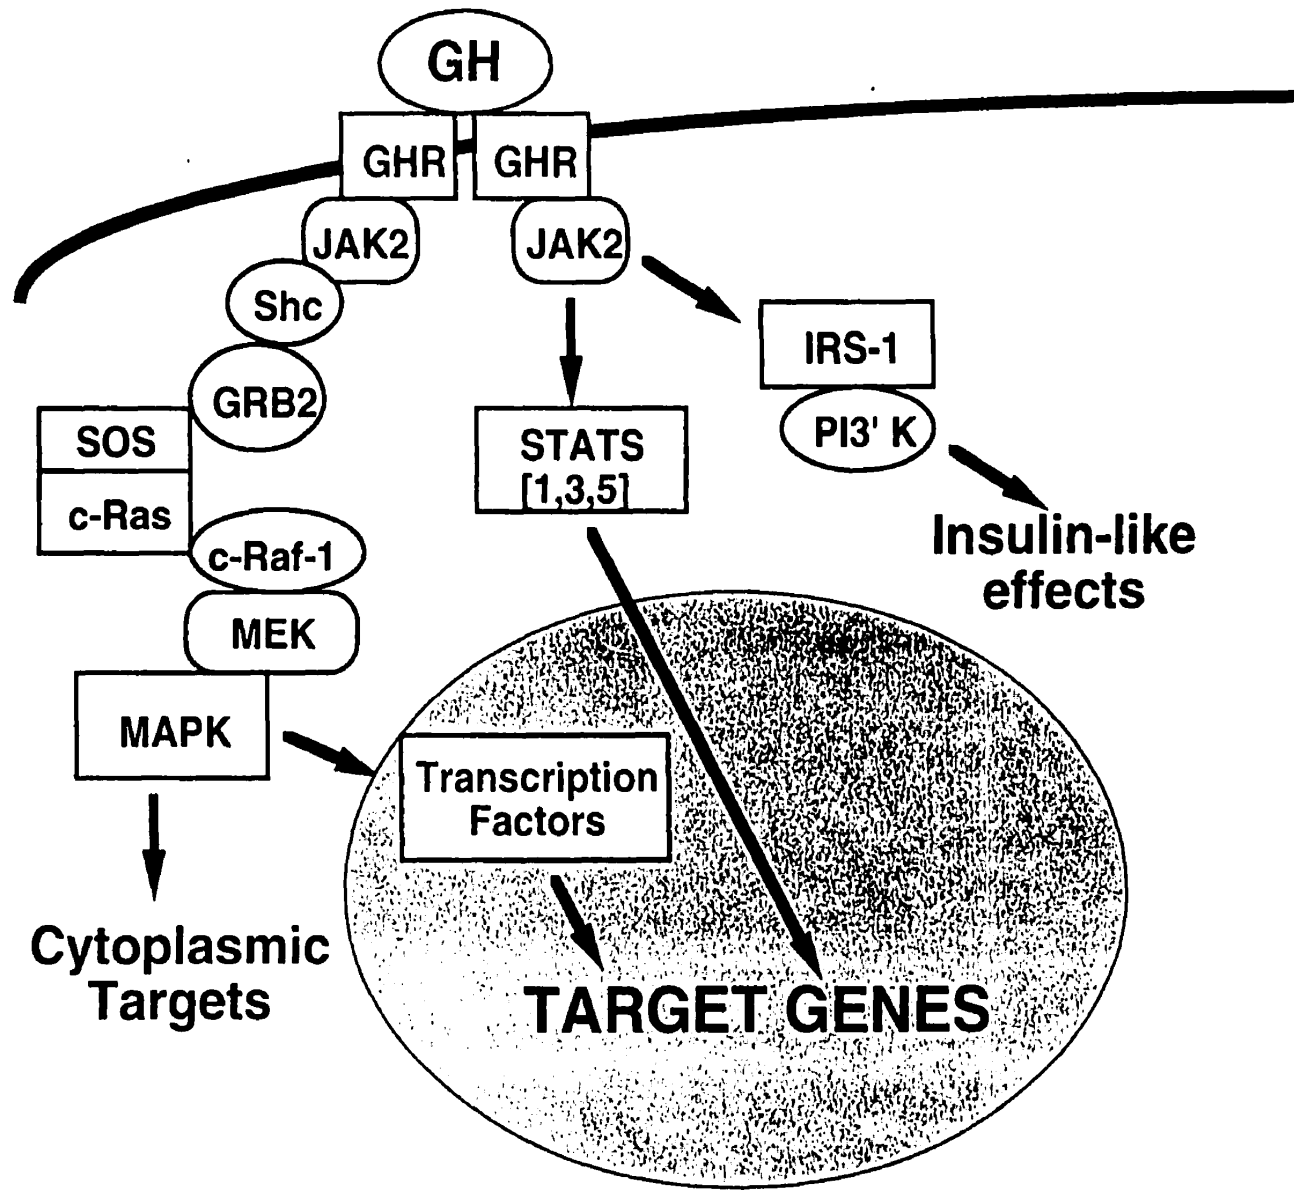 GH
GHR
GHR
JAK2
JAK2
Shc
IRS-1
GRB2
PI3' K
SOS
STATS
[1,3,5]
c-Ras
Insulin-like
effects
c-Raf-1
MEK
MAPK
Transcription
Factors
Cytoplasmic
Targets
TARGET GENES